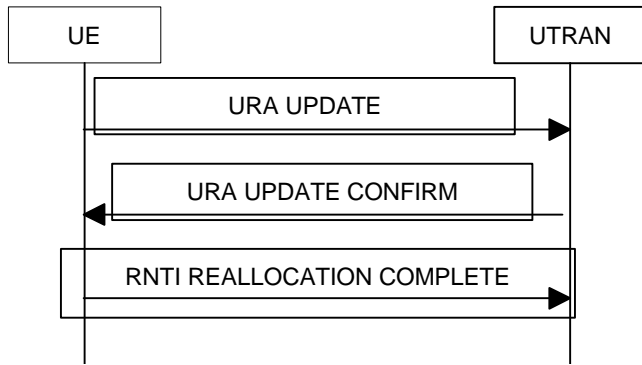 UE
UTRAN
URA UPDATE
URA UPDATE CONFIRM
RNTI REALLOCATION COMPLETE